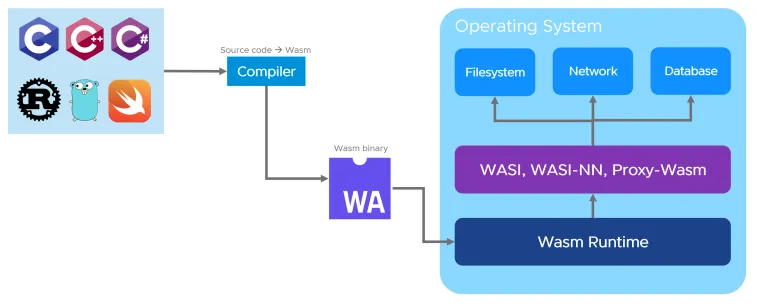 C
C++
C#
R
Source code → Wasm
Compiler
Wasm binary
WA
Operating System
Filesystem
Network
Database
WASI, WASI-NN, Proxy-Wasm
Wasm Runtime